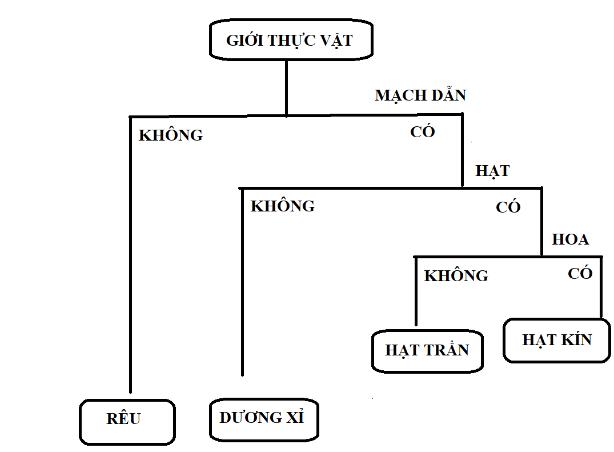 GIỚI THỰC VẬT
MẠCH DẪN
KHÔNG
CÓ
HẠT
KHÔNG
CÓ
HOA
KHÔNG
CÓ
HẠT TRẦN
HẠT KÍN
RÊU
DƯƠNG XỈ